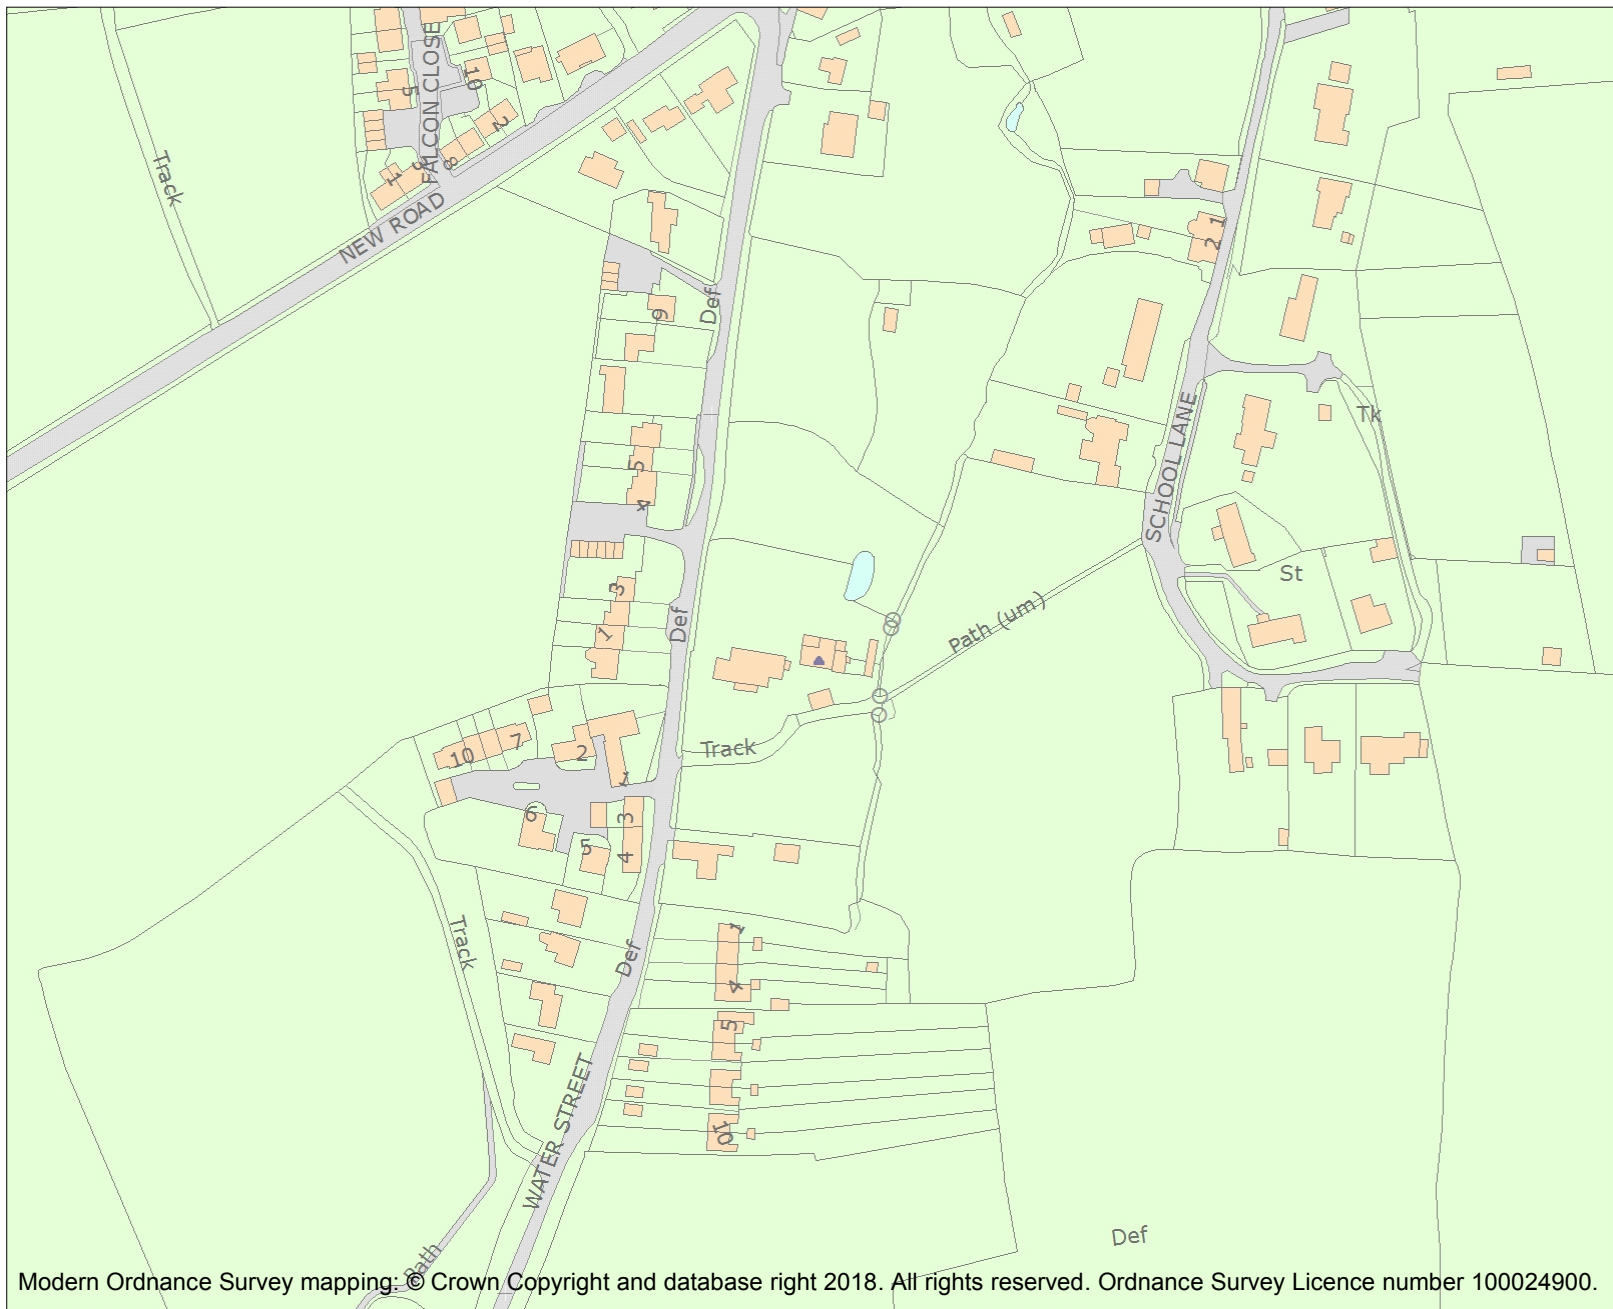 FALCON CLOSE
10
5
2
8
9
1
Track
NEW ROAD
1
2
Def
9
Tk
SCHOOL LANE
5
4
St
3
Path (um)
Def
1
Track
7
10
2
1
6
3
5
4
Track
1
Def
4
5
WATER STREET
10
Def
Path
Modern Ordnance Survey mapping: © Crown Copyright and database right 2018. All rights reserved. Ordnance Survey Licence number 100024900.